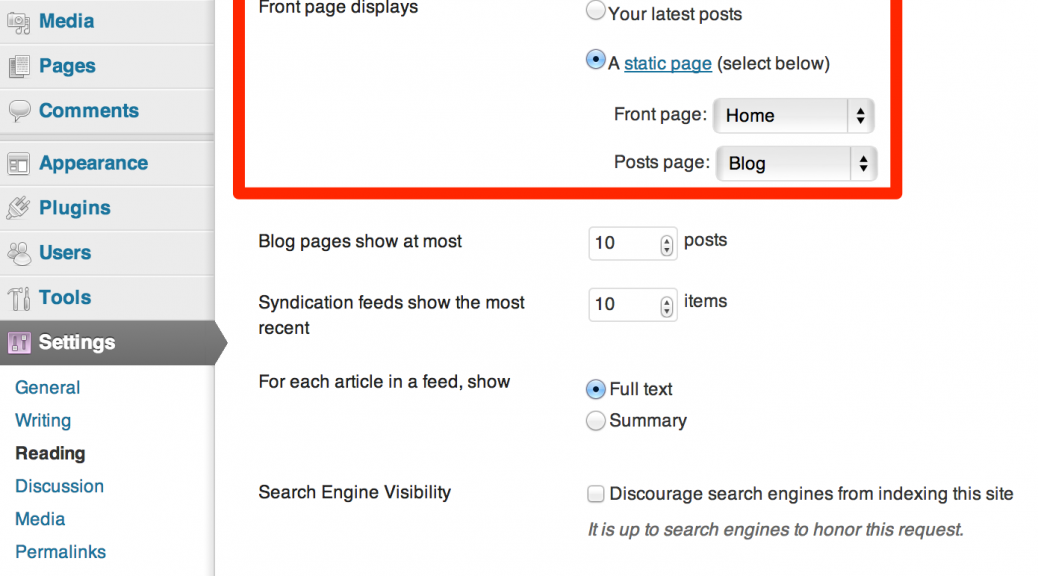 Media
Pages
Comments
Appearance
Plugins
Users
Tools
Settings
General
Writing
Reading
Discussion
Media
Permalinks
Front page displays
Your latest posts
A static page (select below)
Front page: Home
Posts page: Blog
Blog pages show at most
10 posts
Syndication feeds show the most
recent
10 items
For each article in a feed, show
Full text
Summary
Search Engine Visibility
Discourage search engines from indexing this site
It is up to search engines to honor this request.